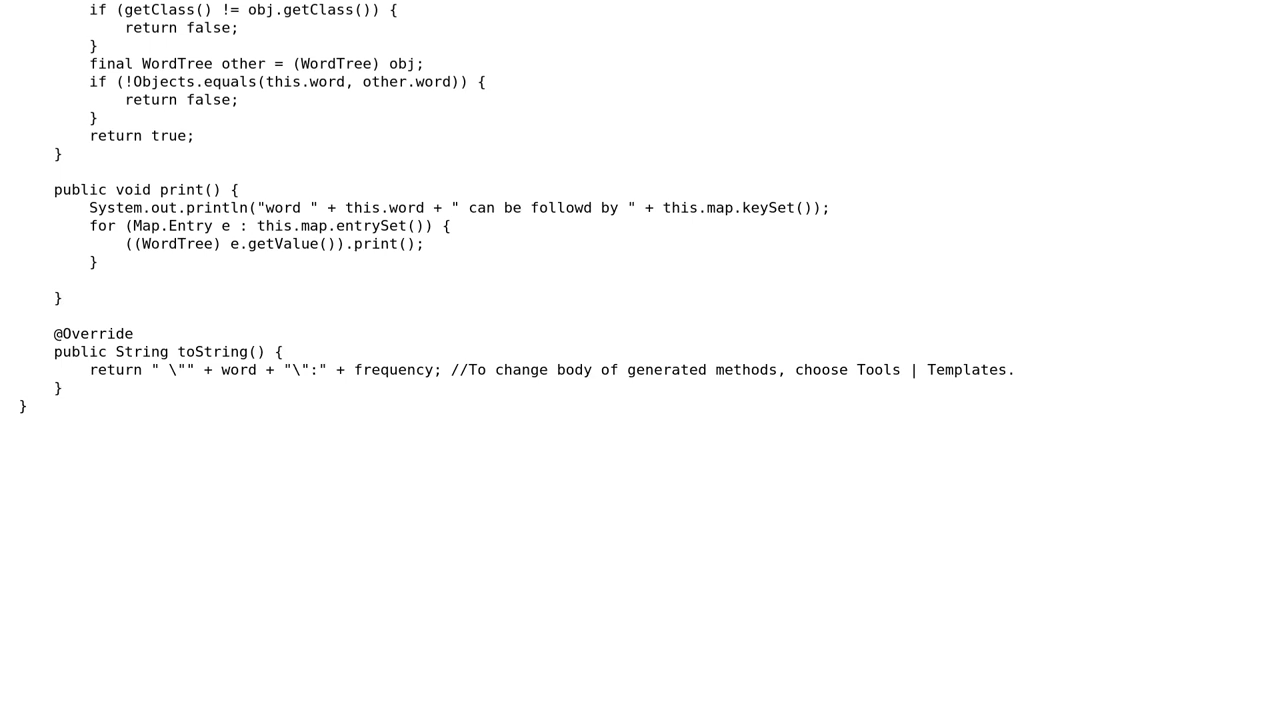 if (getClass() != obj.getClass()) {
            return false;
        }
        final WordTree other = (WordTree) obj;
        if (!Objects.equals(this.word, other.word)) {
            return false;
        }
        return true;
    }

    public void print() {
        System.out.println("word " + this.word + " can be followd by " + this.map.keySet());
        for (Map.Entry e : this.map.entrySet()) {
            ((WordTree) e.getValue()).print();
        }

    }

    @Override
    public String toString() {
        return " \"" + word + "\":" + frequency; //To change body of generated methods, choose Tools | Templates.
    }
}